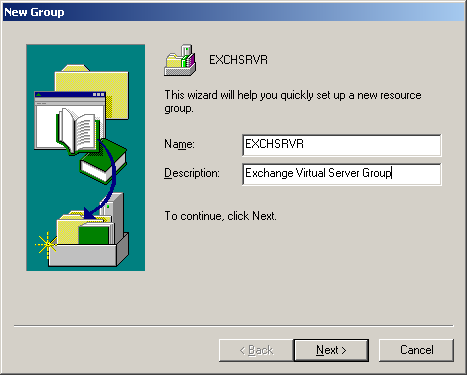 New Group
EXCHSRVR
This wizard will help you quickly set up a new resource
group.
Name: EXCHSRVR
Description: Exchange Virtual Server Group
To continue, click Next.
< Back Next > Cancel